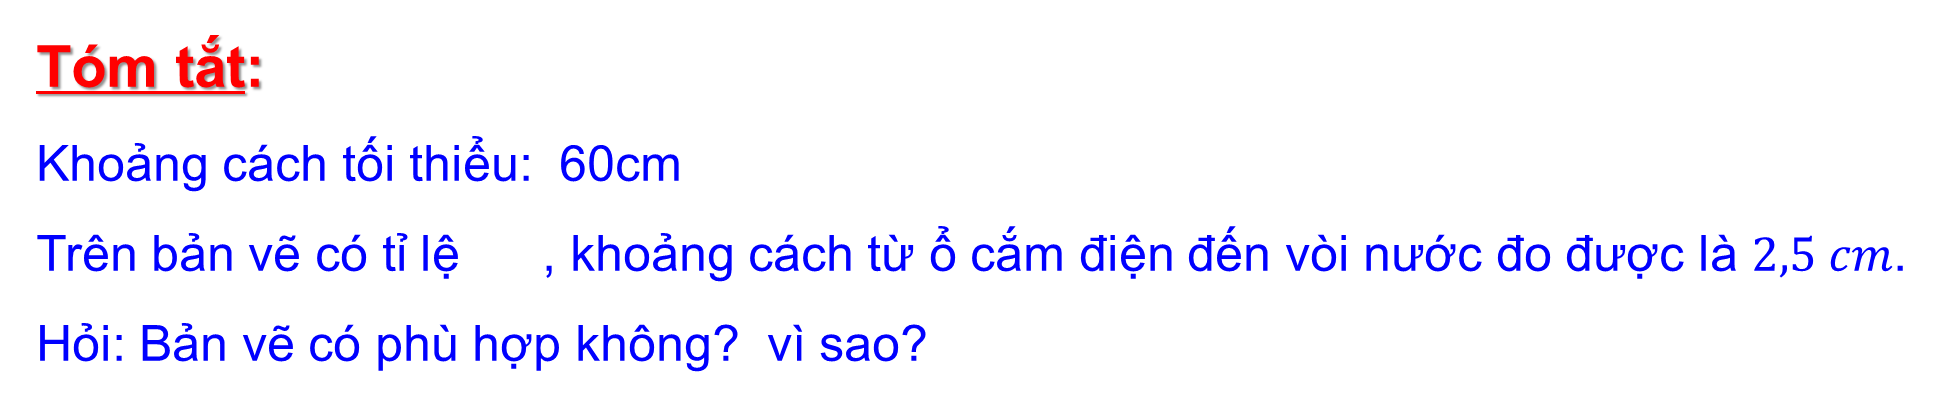 Tóm tắt:
Khoảng cách tối thiểu: 60cm
Trên bản vẽ có tỉ lệ , khoảng cách từ ổ cắm điện đến vòi nước đo được là 2,5 cm.
Hỏi: Bản vẽ có phù hợp không? vì sao?